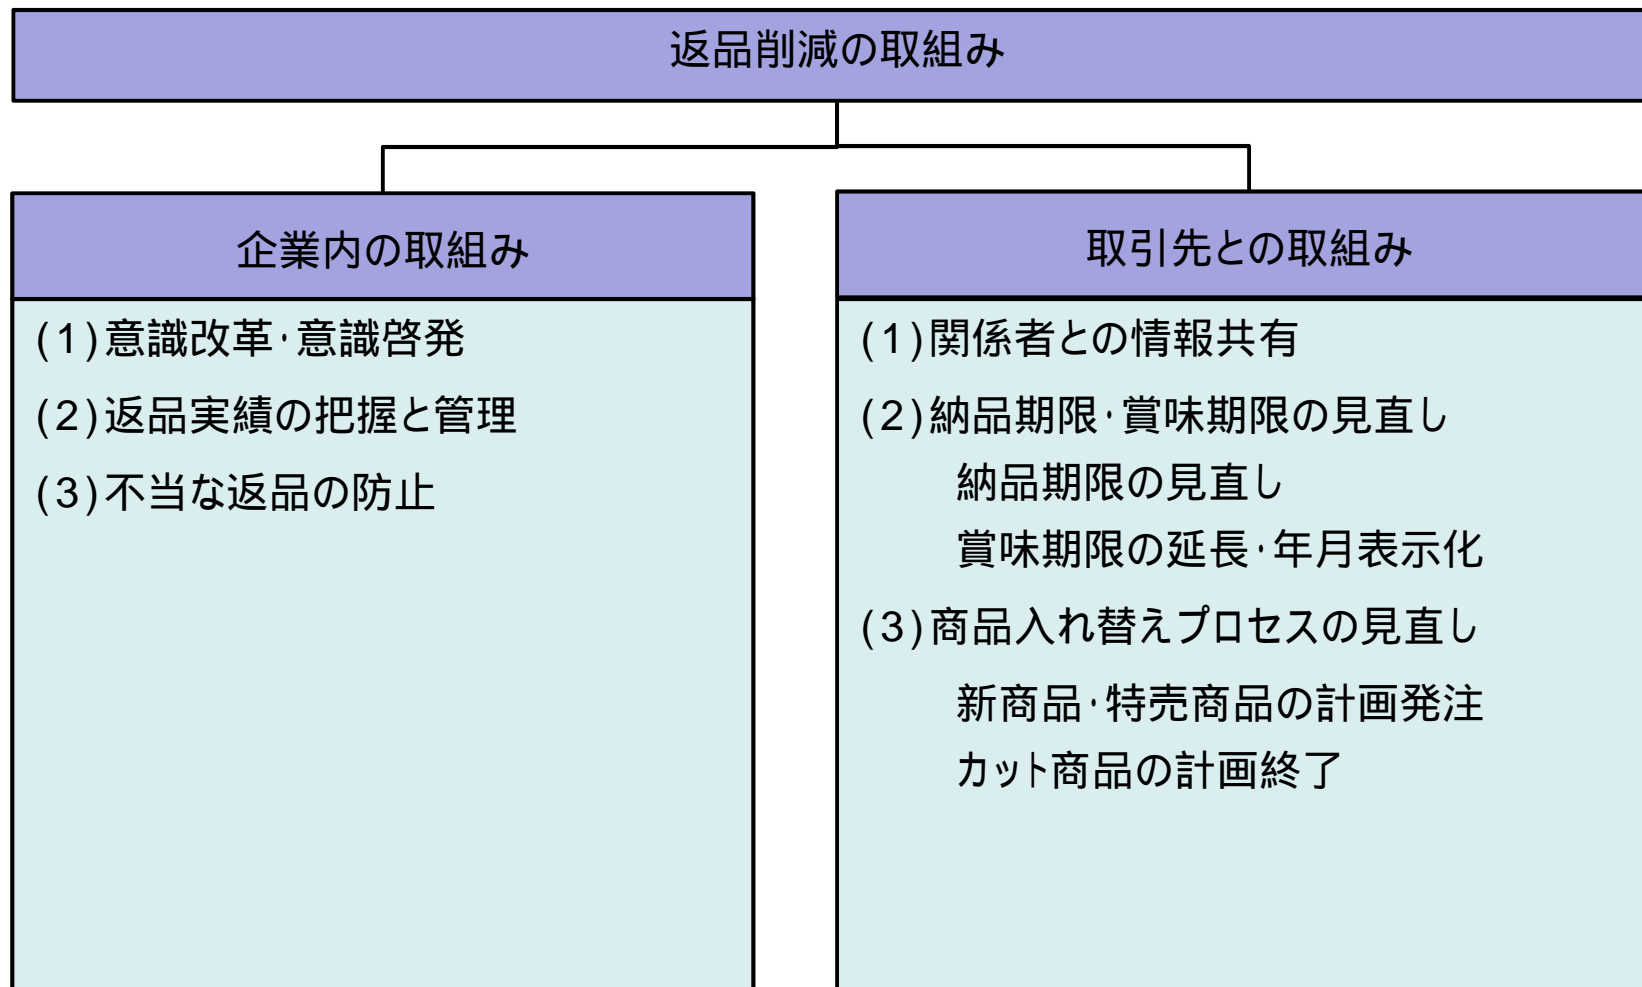 返品削減の取組み
企業内の取組み
(1)意識改革・意識啓発
(2)返品実績の把握と管理
(3)不当な返品の防止
取引先との取組み
(1)関係者との情報共有
(2)納品期限・賞味期限の見直し
納品期限の見直し
賞味期限の延長・年月表示化
(3)商品入れ替えプロセスの見直し
新商品・特売商品の計画発注
カット商品の計画終了